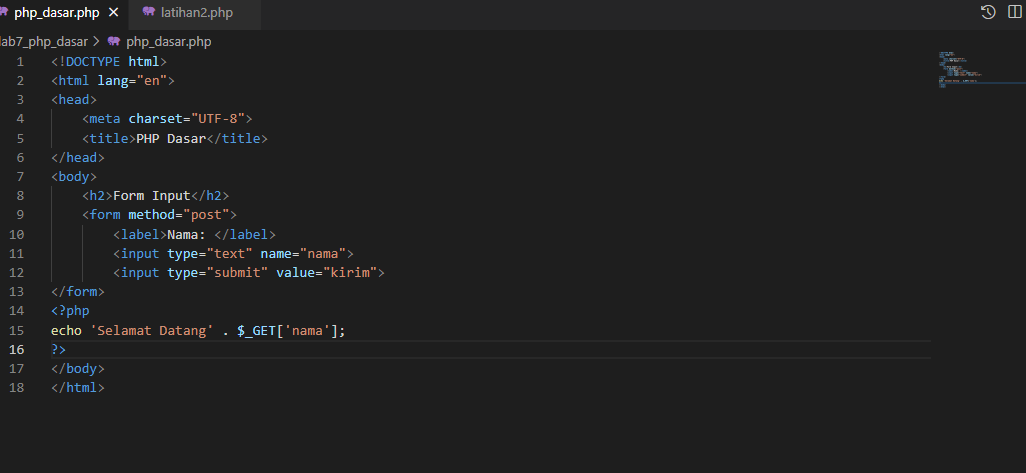 php_dasar.php × latihan2.php
lab7_php_dasar > php_dasar.php
1 <!DOCTYPE html>
2 <html lang="en">
3 <head>
4     <meta charset="UTF-8">
5     <title>PHP Dasar</title>
6 </head>
7 <body>
8     <h2>Form Input</h2>
9     <form method="post">
10         <label>Nama: </label>
11         <input type="text" name="nama">
12         <input type="submit" value="kirim">
13 </form>
14 <?php
15 echo 'Selamat Datang' . $_GET['nama'];
16 ?>
17 </body>
18 </html>